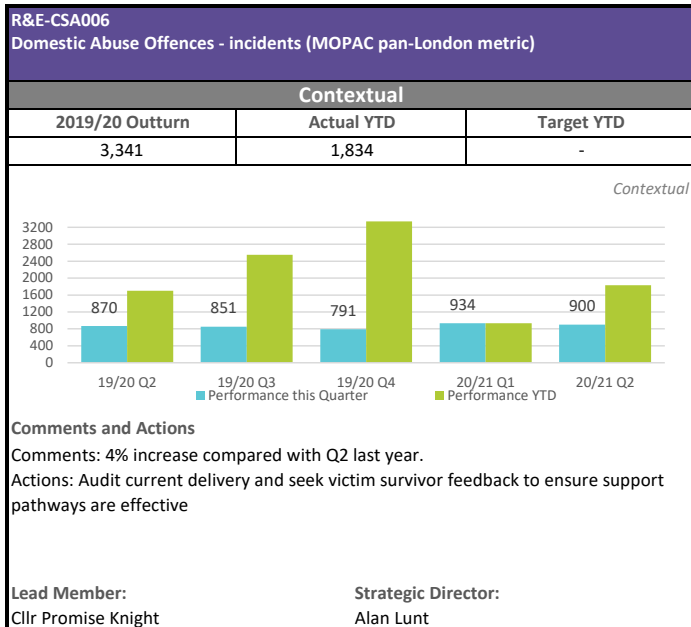 R&E-CSA006
Domestic Abuse Offences - incidents (MOPAC pan-London metric)
Contextual
2019/20 Outturn Actual YTD Target YTD
3,341 1,834 -
Contextual
3200
2800
2400
2000
1600
1200
800
400
0
870 851 791 934 900
19/20 Q2 19/20 Q3 19/20 Q4 20/21 Q1 20/21 Q2
Performance this Quarter Performance YTD
Comments and Actions
Comments: 4% increase compared with Q2 last year.
Actions: Audit current delivery and seek victim survivor feedback to ensure support
pathways are effective
Lead Member: Strategic Director:
Cllr Promise Knight Alan Lunt